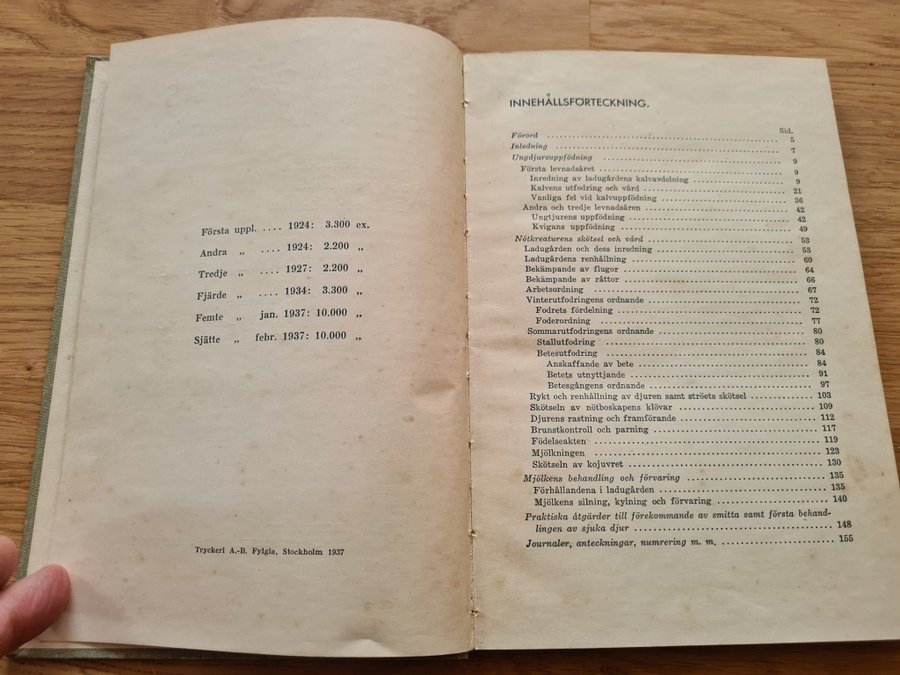 Första uppl. .... 1924: 3.300 ex.
Andra „ .... 1924: 2.200 „
Tredje „ .... 1927: 2.200 „
Fjärde „ .... 1934: 3.300 „
Femte „ jan. 1937: 10.000 „
Sjätte „ febr. 1937: 10.000 „
Tryckeri A.-B. Fylgia, Stockholm 1937
INNEHÅLLSFÖRTECKNING.
Sid.
Förord ........ 5
Inledning ........ 7
Ungdjursuppfödning ........ 9
Första levnadsåret ........ 9
Inredning av ladugårdens kalvavdelning ........ 9
Kalvens utfodring och vård ........ 21
Vanliga fel vid kalvuppfödning ........ 36
Andra och tredje levnadsåren ........ 42
Ungtjurens uppfödning ........ 42
Kvigans uppfödning ........ 49
Nötkreaturens skötsel och vård ........ 53
Ladugården och dess inredning ........ 53
Ladugårdens renhållning ........ 60
Bekämpande av flugor ........ 64
Bekämpande av råttor ........ 66
Arbetsordning ........ 67
Vinterutfodringens ordnande ........ 72
Fodrets fördelning ........ 72
Foderordning ........ 77
Sommarutfodringens ordnande ........ 80
Stallutfodring ........ 80
Betesutfodring ........ 84
Anskaffande av bete ........ 84
Betets utnyttjande ........ 91
Betesgångens ordnande ........ 97
Rykt och renhållning av djuren samt ströets skötsel ........ 103
Skötseln av nötboskapens klövar ........ 109
Djurens rastning och framförande ........ 112
Brunstkontroll och parning ........ 117
Födelseakten ........ 119
Mjölkningen ........ 123
Skötseln av kojuvret ........ 130
Mjölkens behandling och förvaring ........ 135
Förhållandena i ladugården ........ 135
Mjölkens silning, kylning och förvaring ........ 140
Praktiska åtgärder till förekommande av smitta samt första behand-
lingen av sjuka djur ........ 148
Journaler, anteckningar, numrering m. m. ........ 155